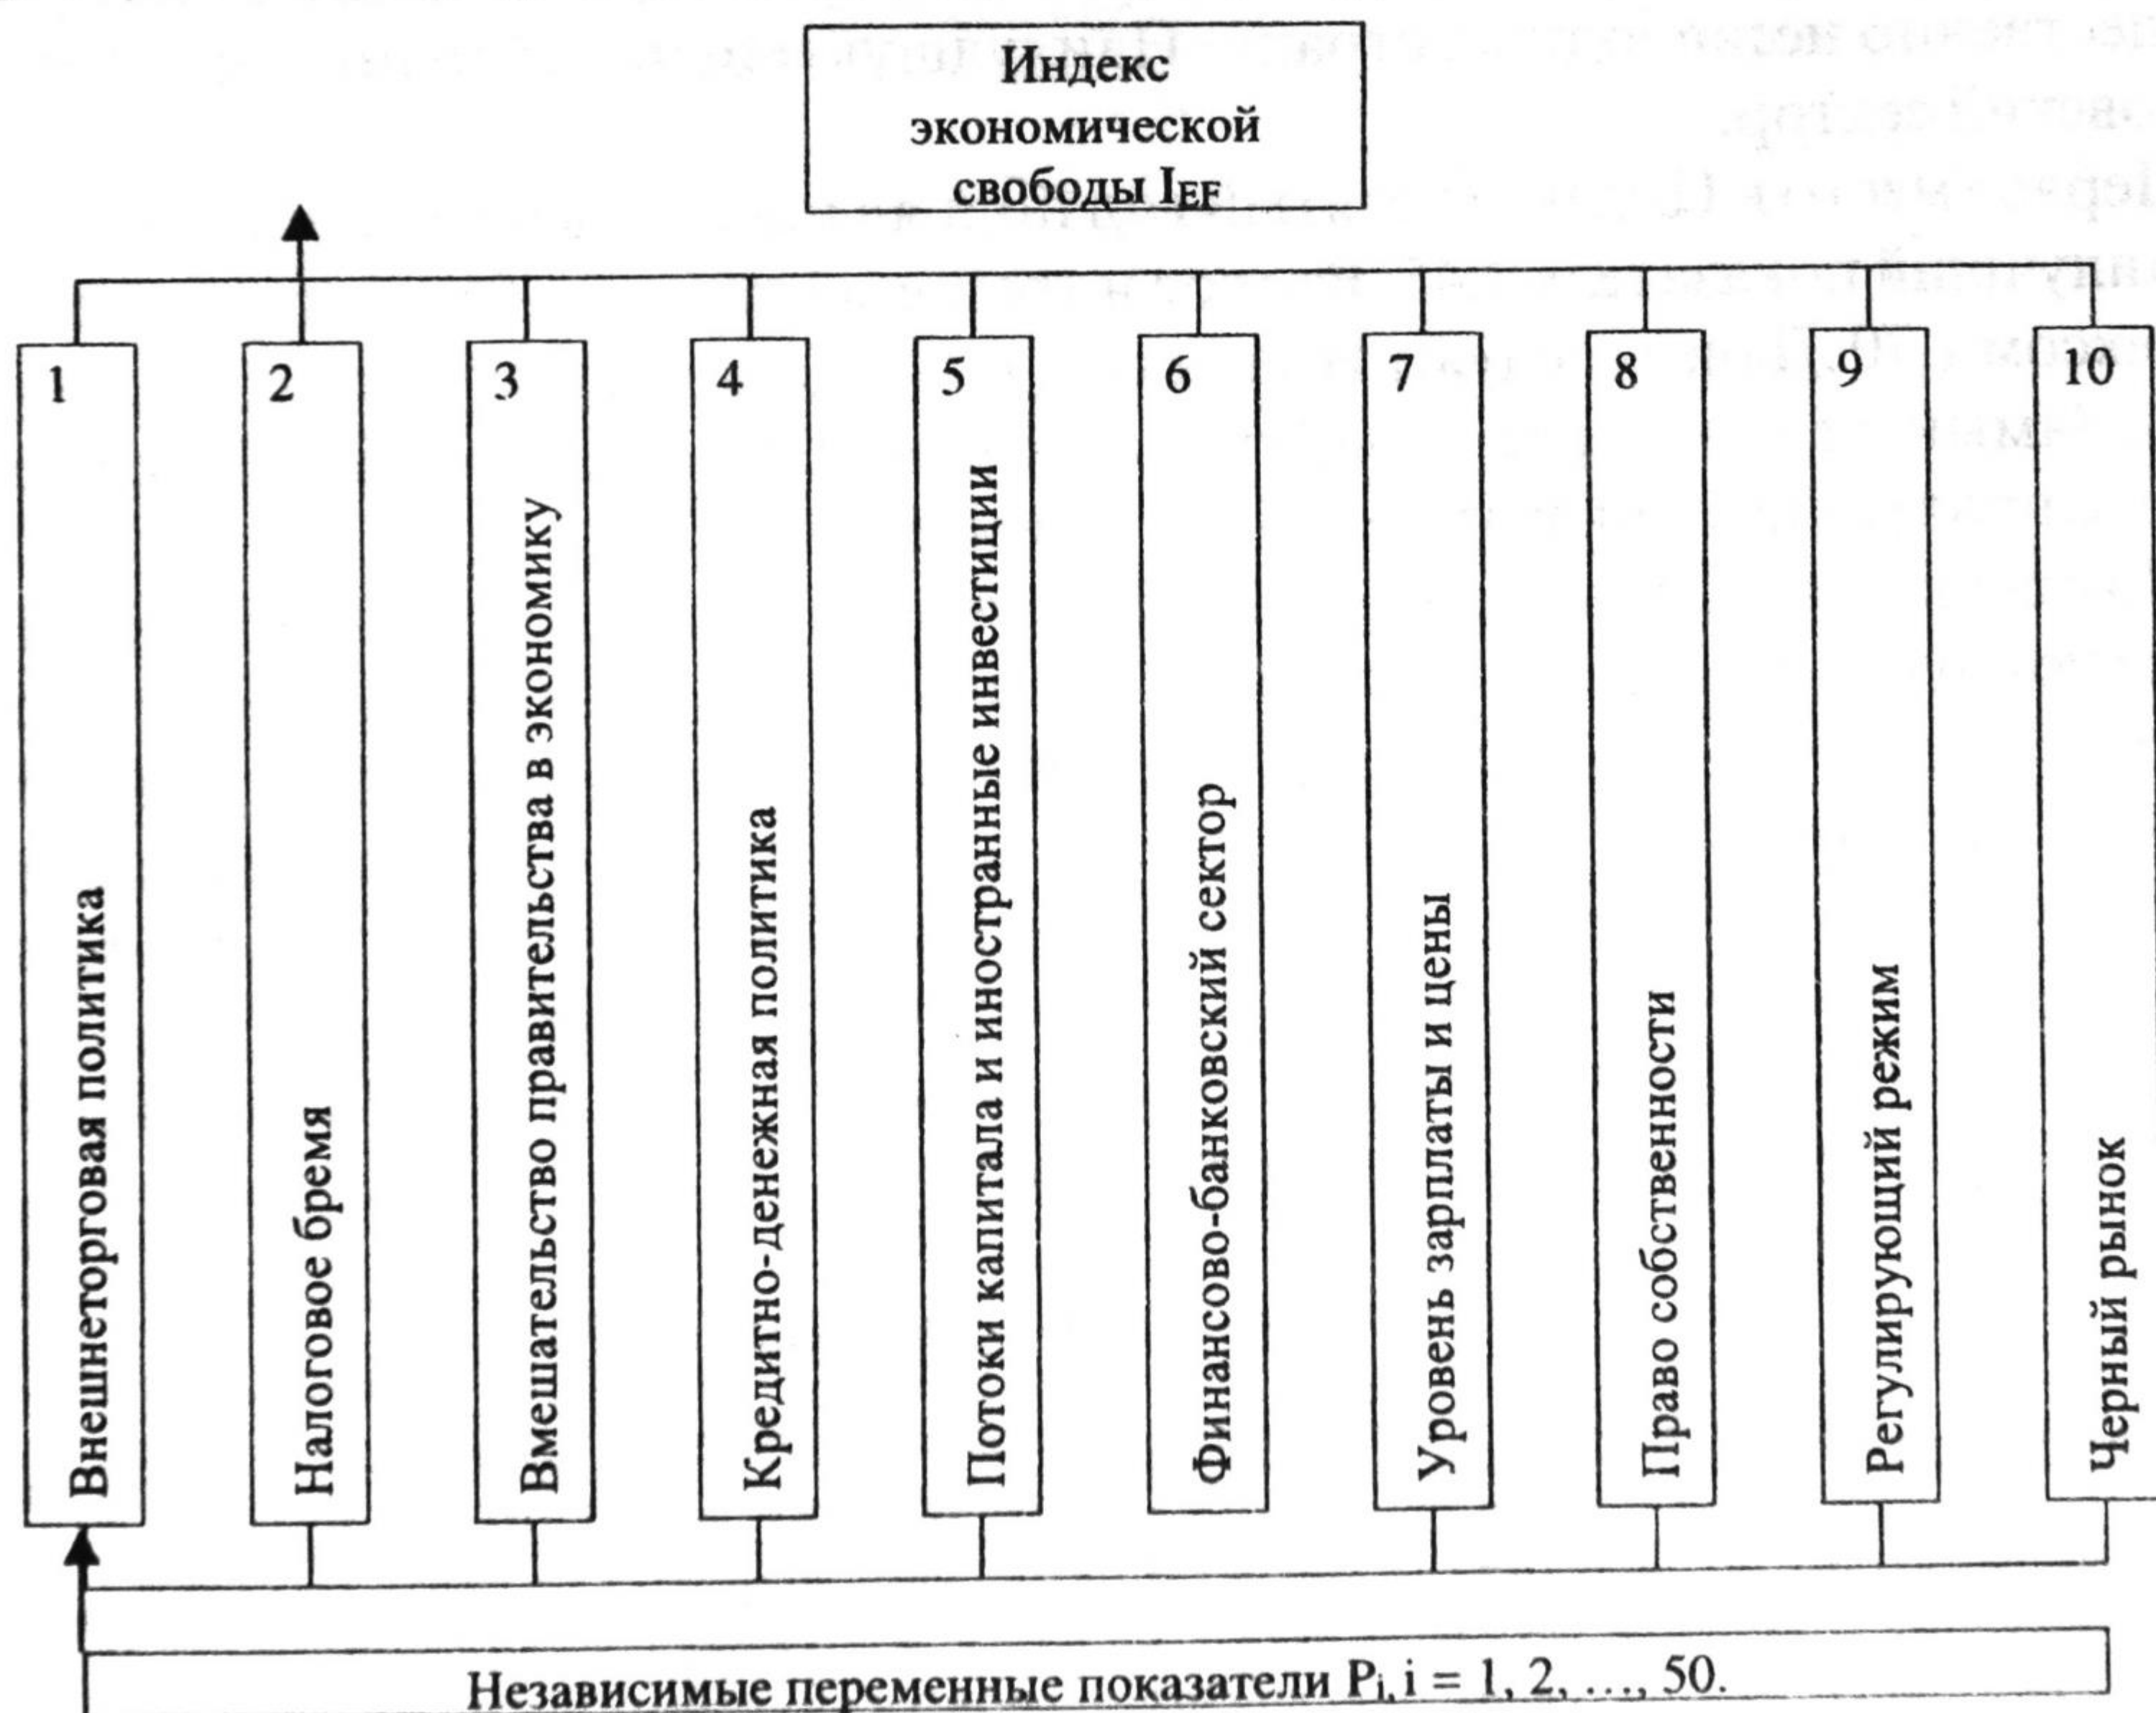 Индекс
экономической
свободы IEF
1
2
3
4
5
6
7
8
9
10
Внешнеторговая политика
Налоговое бремя
Вмешательство правительства в экономику
Кредитно-денежная политика
Потоки капитала и иностранные инвестиции
Финансово-банковский сектор
Уровень зарплаты и цены
Право собственности
Регулирующий режим
Черный рынок
Независимые переменные показатели Pi, i = 1, 2, …, 50.